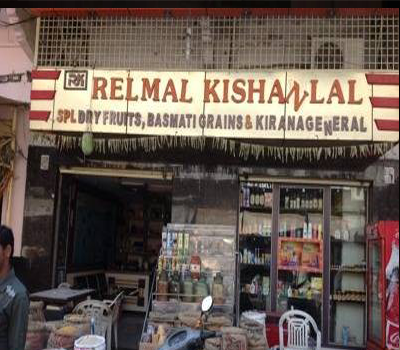 RK RELMAL KISHANLAL
SPL DRY FRUITS, BASMATI GRAINS & KIRANAGENERAL